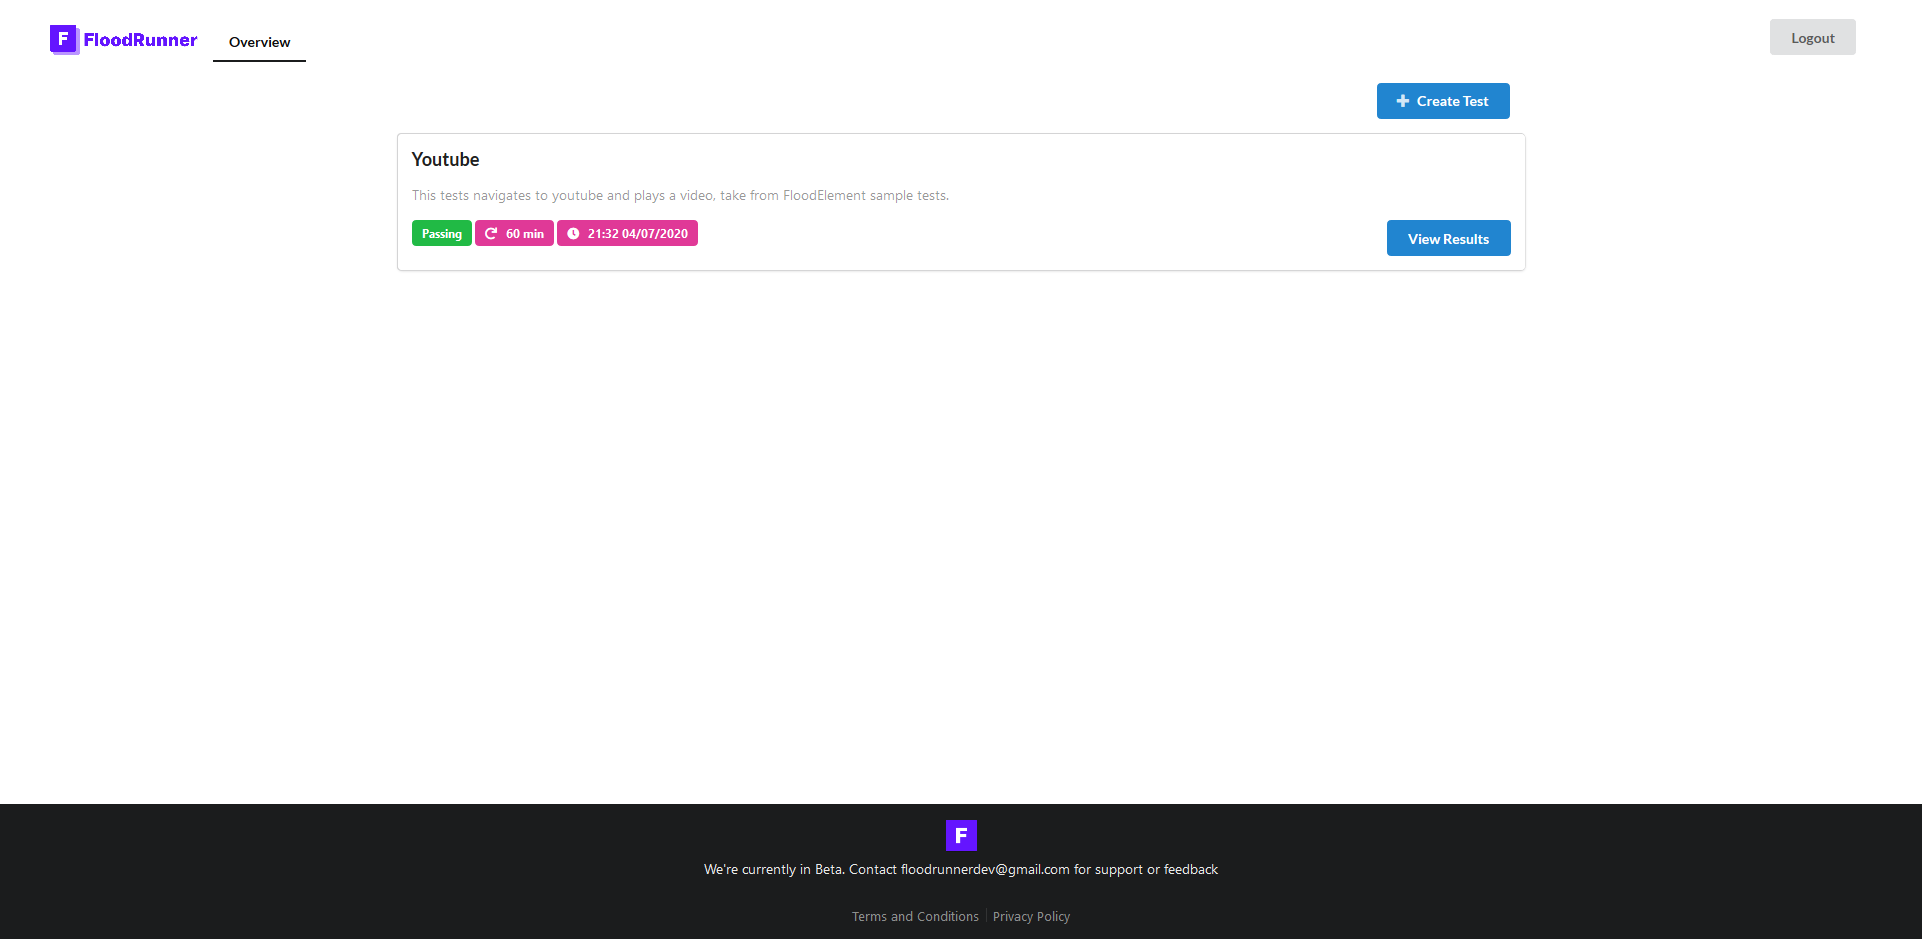 F FloodRunner
Overview
Logout
Create Test
Youtube
This tests navigates to youtube and plays a video, take from FloodElement sample tests.
Passing 60 min 21:32 04/07/2020
View Results
F
We're currently in Beta. Contact floodrunnerdev@gmail.com for support or feedback
Terms and Conditions Privacy Policy